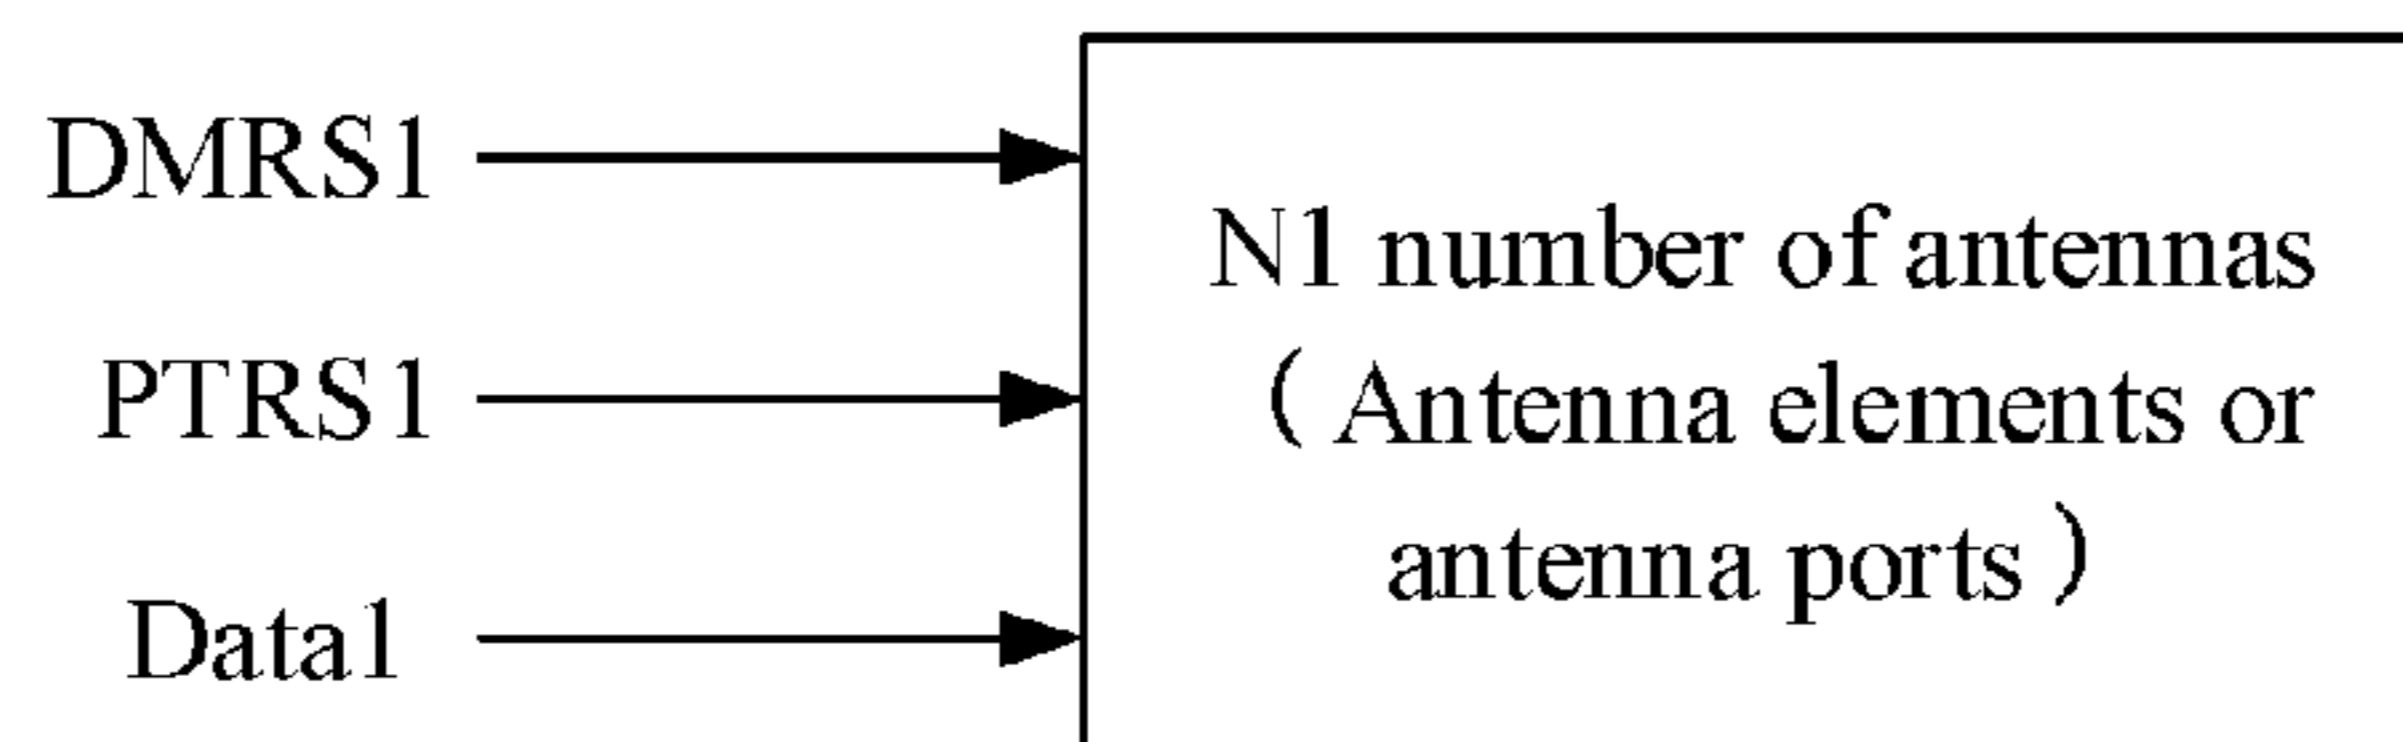 DMRS1
PTRS1
Data1
N1 number of antennas
( Antenna elements or
antenna ports )